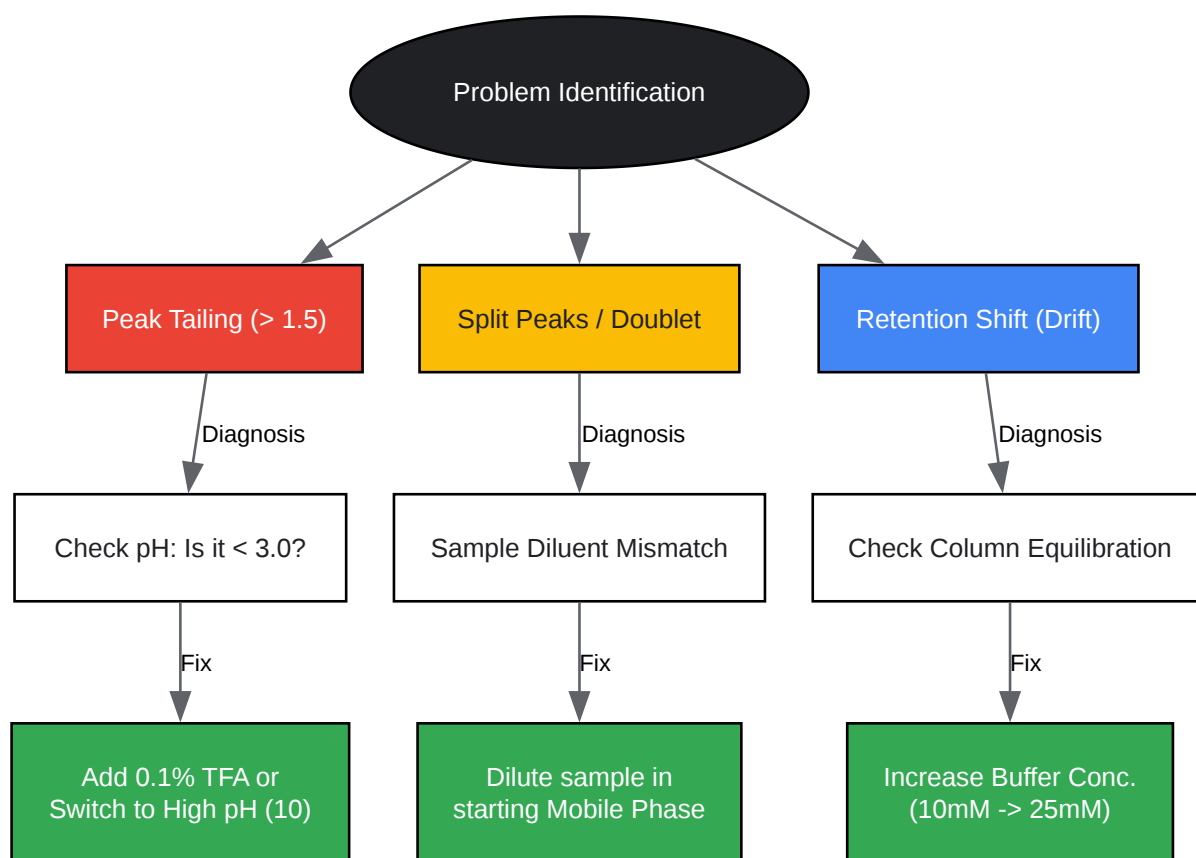 Problem Identification
Peak Tailing (> 1.5)
Split Peaks / Doublet
Retention Shift (Drift)
Diagnosis
Diagnosis
Diagnosis
Check pH: Is it < 3.0?
Sample Diluent Mismatch
Check Column Equilibration
Fix
Fix
Fix
Add 0.1% TFA or
Switch to High pH (10)
Dilute sample in
starting Mobile Phase
Increase Buffer Conc.
(10mM -> 25mM)